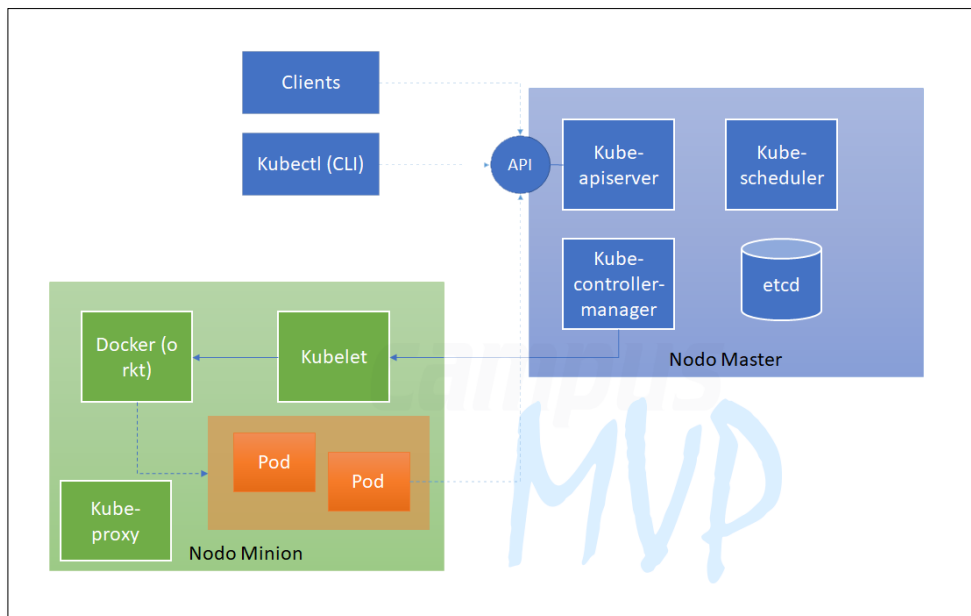 Clients
Kubectl (CLI)
API
Kube-
apiserver
Kube-
scheduler
Kube-
controller-
manager
etcd
Nodo Master
Docker (o
rkt)
Kubelet
Pod
Pod
Kube-
proxy
Nodo Minion
campus
MVP